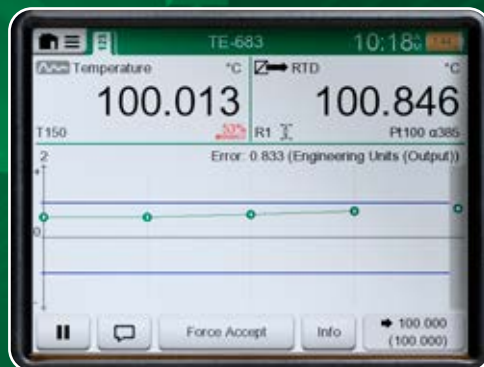 TE-683 10:18
Temperature °C
100.013
T150 53%
RTD °C
100.846
R1 Pt100 α385
Error: 0.833 (Engineering Units (Output))
2
0
Force Accept
Info
100.000
(100.000)